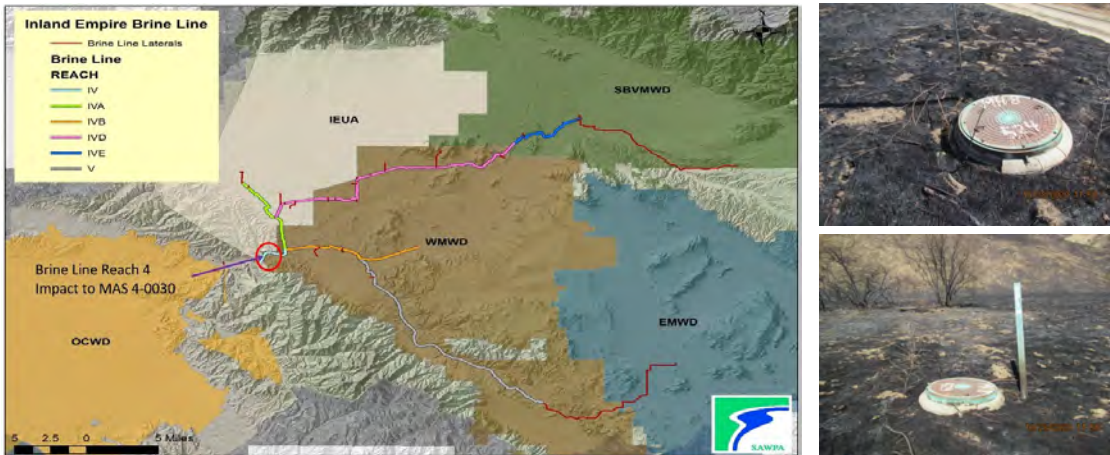 Inland Empire Brine Line
Brine Line Laterals
Brine Line
REACH
IV
IVA
IVB
IVD
IVE
V
IEUA
SBVMWD
WMWD
Brine Line Reach 4
Impact to MAS 4-0030
OCWD
EMWD
5 2.5 0 5 Miles
SAWPA